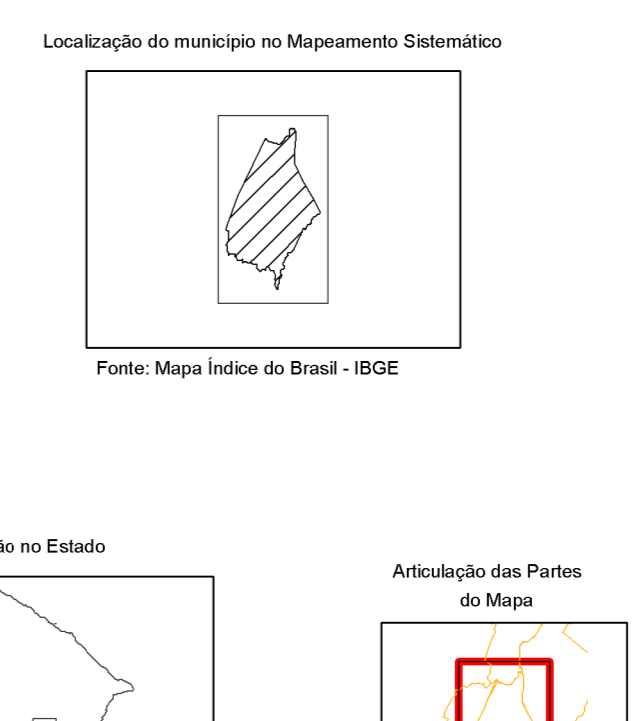 Localização do município no Mapeamento Sistemático
Fonte: Mapa Índice do Brasil - IBGE
no Estado
Articulação das Partes
do Mapa